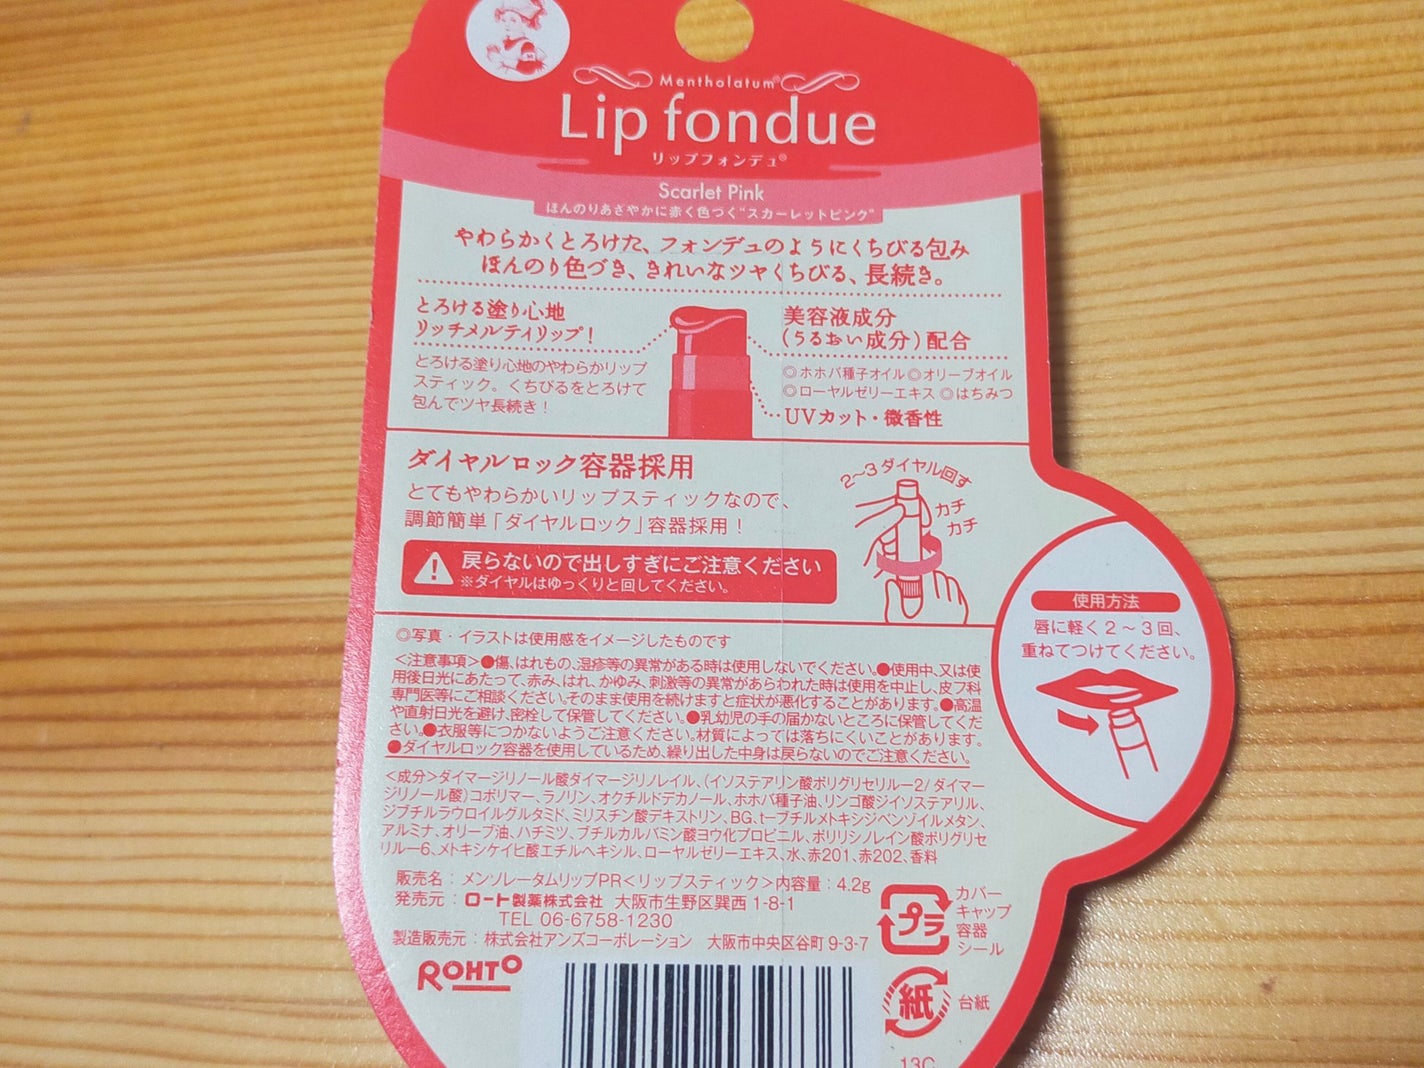 Mentholatum®
Lip fondue
リップフォンデュ®
Scarlet Pink
ほんのりあざやかに赤く色づく"スカーレットピンク"
やわらかくとろけた、フォンデュのようにくちびる包み
ほんのり色づき、きれいなツヤくちびる、長続き。
とろける塗り心地
リッチメルティリップ!
とろける塗り心地のやわらかリップ
スティック。くちびるをとろけて
包んでツヤ長続き!
美容液成分
(うるおい成分)配合
◎ホホバ種子オイル◎オリーブオイル
◎ローヤルゼリーエキス◎はちみつ
UVカット・微香性
ダイヤルロック容器採用
とてもやわらかいリップスティックなので、
調節簡単「ダイヤルロック」容器採用!
戻らないので出しすぎにご注意ください
※ダイヤルはゆっくりと回してください。
2~3ダイヤル回す
カチ
カチ
使用方法
唇に軽く2~3回、
重ねてつけてください。
◎写真・イラストは使用感をイメージしたものです
<注意事項>●傷、はれもの、湿疹等の異常がある時は使用しないでください。●使用中、又は使
用後日光にあたって、赤み、はれ、かゆみ、刺激等の異常があらわれた時は使用を中止し、皮フ科
専門医等にご相談ください。そのまま使用を続けますと症状が悪化することがあります。●高温
や直射日光を避け、密栓して保管してください。●乳幼児の手の届かないところに保管してくだ
さい。●衣服等につかないようご注意ください。材質によっては落ちにくいことがあります。
●ダイヤルロック容器を使用しているため、繰り出した中身は戻らないのでご注意ください。
<成分>ダイマージリノール酸ダイマージリノレイル、(イソステアリン酸ポリグリセリル-2/ダイマー
ジリノール酸)コポリマー、ラノリン、オクチルドデカノール、ホホバ種子油、リンゴ酸ジイソステアリル、
ジブチルラウロイルグルタミド、ミリスチン酸デキストリン、BG、t-ブチルメトキシジベンゾイルメタン、
アルミナ、オリーブ油、ハチミツ、ブチルカルバミン酸ヨウ化プロピニル、ポリリシノレイン酸ポリグリセ
リル-6、メトキシケイヒ酸エチルヘキシル、ローヤルゼリーエキス、水、赤201、赤202、香料
販売名:メンソレータムリップPR<リップスティック>内容量:4.2g
発売元:ロート製薬株式会社 大阪市生野区巽西1-8-1
TEL 06-6758-1230
製造販売元:株式会社アンズコーポレーション 大阪市中央区谷町9-3-7
プラ
カバー
キャップ
容器
シール
ROHTO
紙
台紙
13C